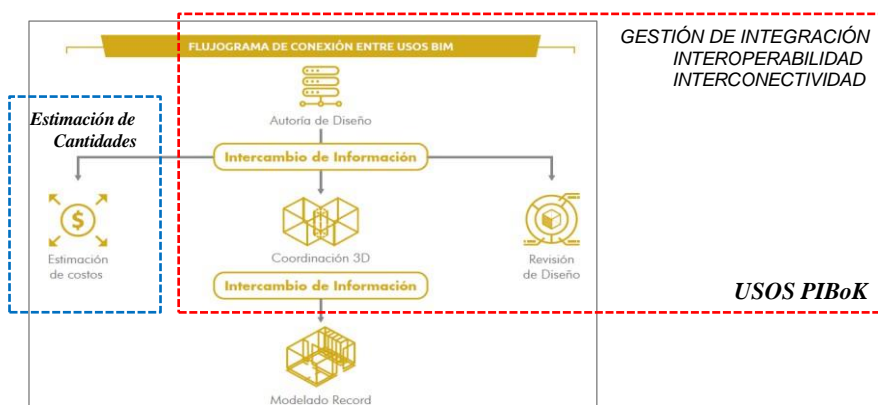 GESTIÓN DE INTEGRACIÓN
INTEROPERABILIDAD
INTERCONECTIVIDAD
FLUJOGRAMA DE CONEXIÓN ENTRE USOS BIM
Autoría de Diseño
Estimación de
Cantidades
Intercambio de Información
$
Estimación
de costos
Coordinación 3D
Revisión
de Diseño
Intercambio de Información
USOS PIBoK
Modelado Record